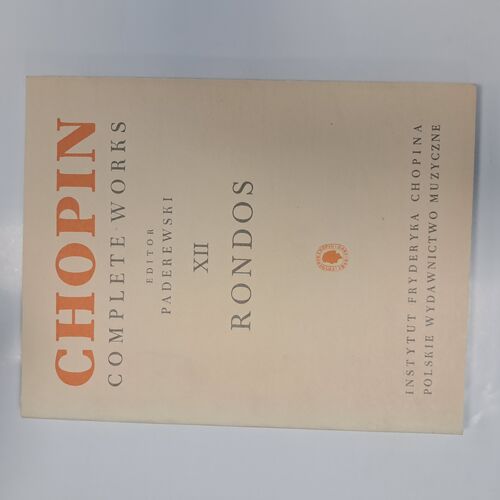 CHOPIN
COMPLETE · WORKS
EDITOR
PADEREWSKI
XII
RONDOS
INSTYTUT FRYDERYKA CHOPINA
POLSKIE WYDAWNICTWO MUZYCZNE